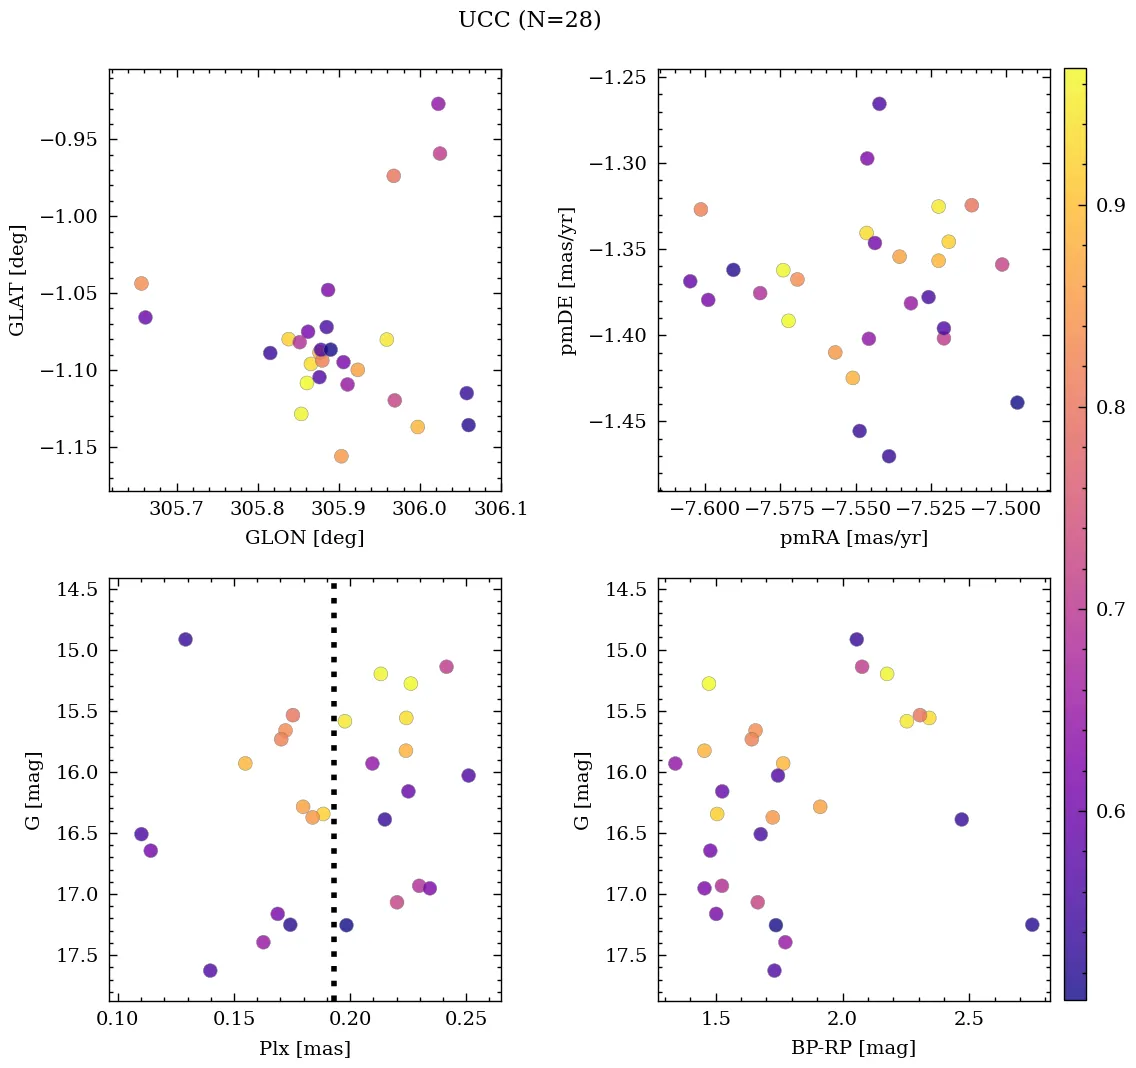 UCC (N=28)
−0.95
−1.00
−1.05
−1.10
−1.15
GLAT [deg]
305.7 305.8 305.9 306.0 306.1
GLON [deg]
−1.25
−1.30
−1.35
−1.40
−1.45
pmDE [mas/yr]
−7.600 −7.575 −7.550 −7.525 −7.500
pmRA [mas/yr]
14.5
15.0
15.5
16.0
16.5
17.0
17.5
G [mag]
0.10 0.15 0.20 0.25
Plx [mas]
14.5
15.0
15.5
16.0
16.5
17.0
17.5
G [mag]
1.5 2.0 2.5
BP-RP [mag]
0.9
0.8
0.7
0.6